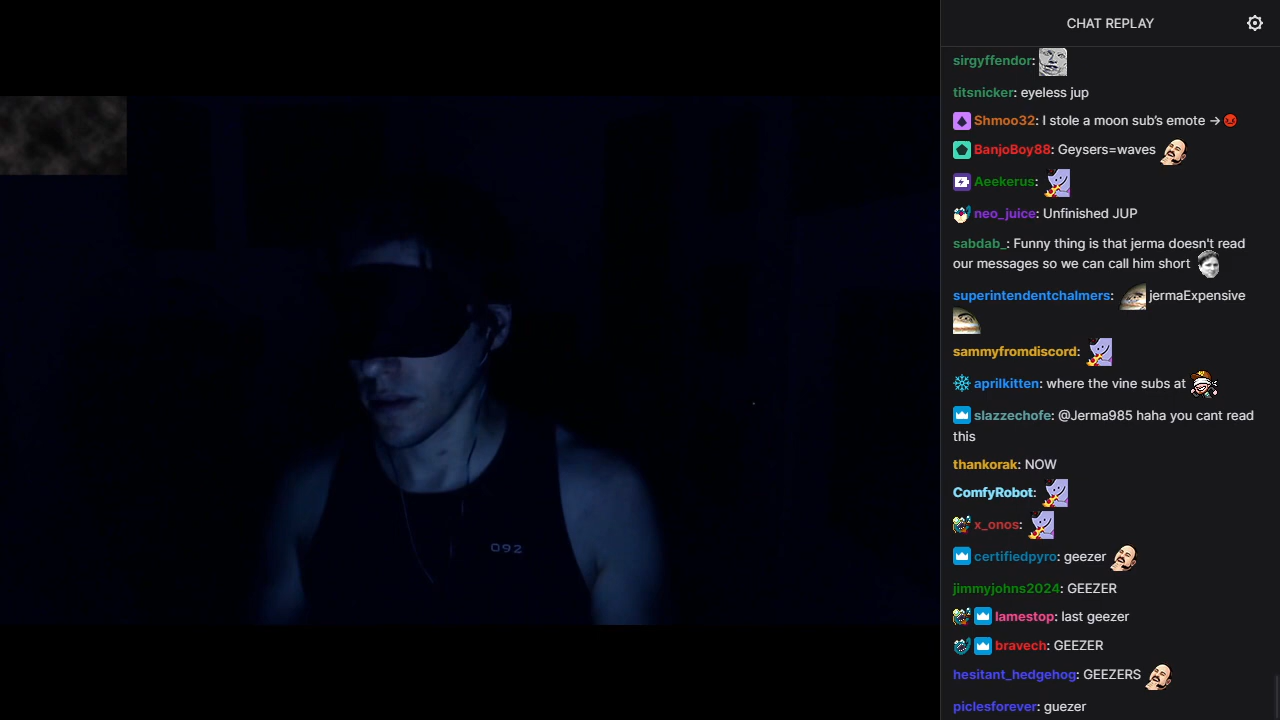 CHAT REPLAY
sirgyffendor:
titsnicker: eyeless jup
Shmoo32: I stole a moon sub's emote →
BanjoBoy88: Geysers=waves
Aeekerus:
neo_juice: Unfinished JUP
sabdab_: Funny thing is that jerma doesn't read
our messages so we can call him short
superintendentchalmers: jermaExpensive
sammyfromdiscord:
aprilkitten: where the vine subs at
slazzechofe: @Jerma985 haha you cant read
this
thankorak: NOW
ComfyRobot:
x_onos:
certifiedpyro: geezer
jimmyjohns2024: GEEZER
092
lamestop: last geezer
bravech: GEEZER
hesitant_hedgehog: GEEZERS
piclesforever: guezer